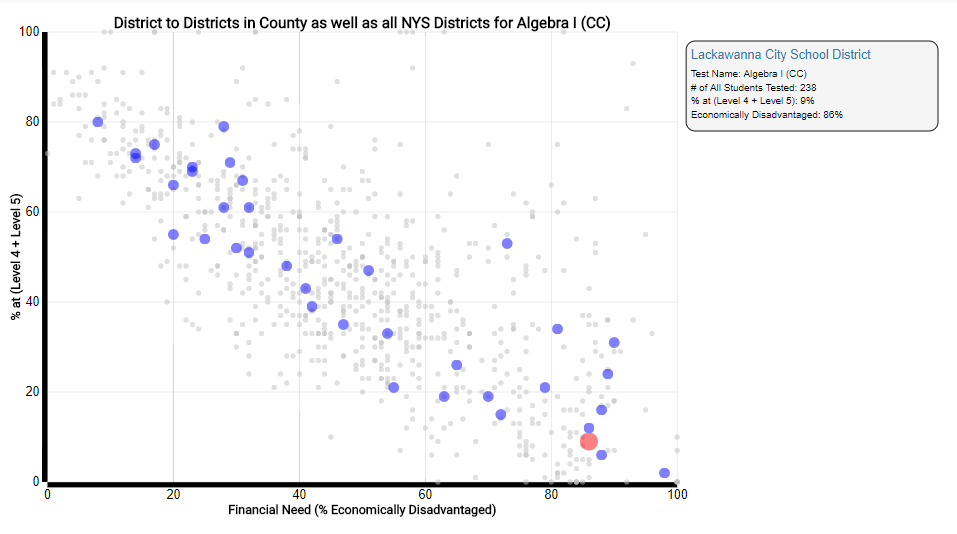 District to Districts in County as well as all NYS Districts for Algebra I (CC)
Lackawanna City School District
Test Name: Algebra I (CC)
# of All Students Tested: 238
% at (Level 4 + Level 5): 9%
Economically Disadvantaged: 86%
% at (Level 4 + Level 5)
100
80
60
40
20
0
0 20 40 60 80 100
Financial Need (% Economically Disadvantaged)